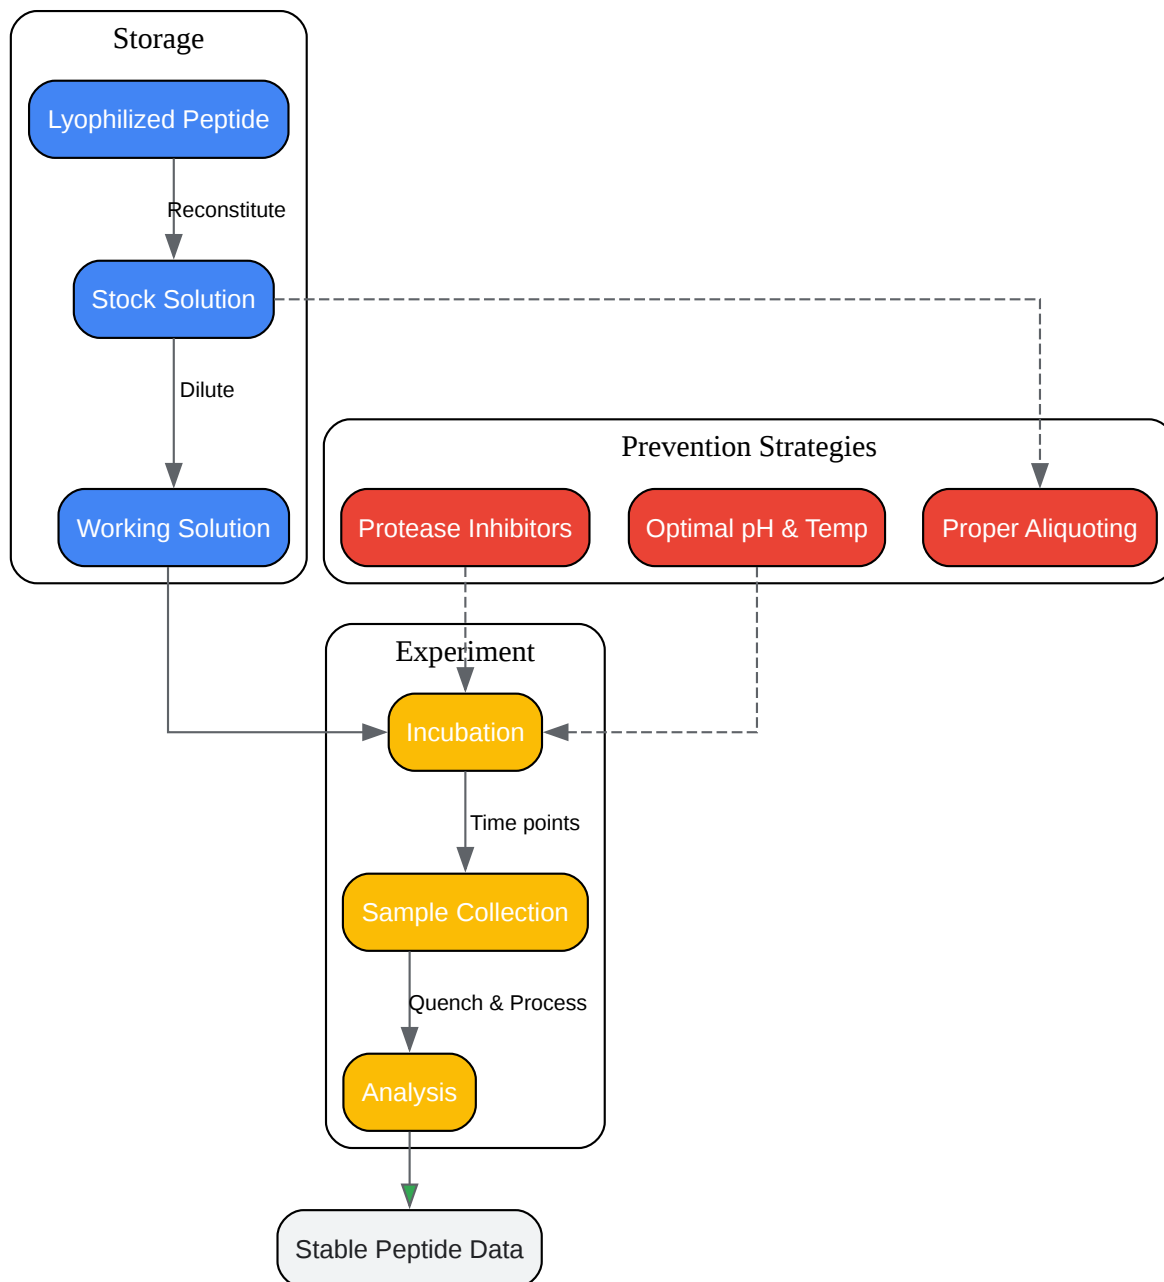 Storage
Lyophilized Peptide
Reconstitute
Stock Solution
Dilute
Working Solution
Prevention Strategies
Protease Inhibitors
Optimal pH & Temp
Proper Aliquoting
Experiment
Incubation
Time points
Sample Collection
Quench & Process
Analysis
Stable Peptide Data